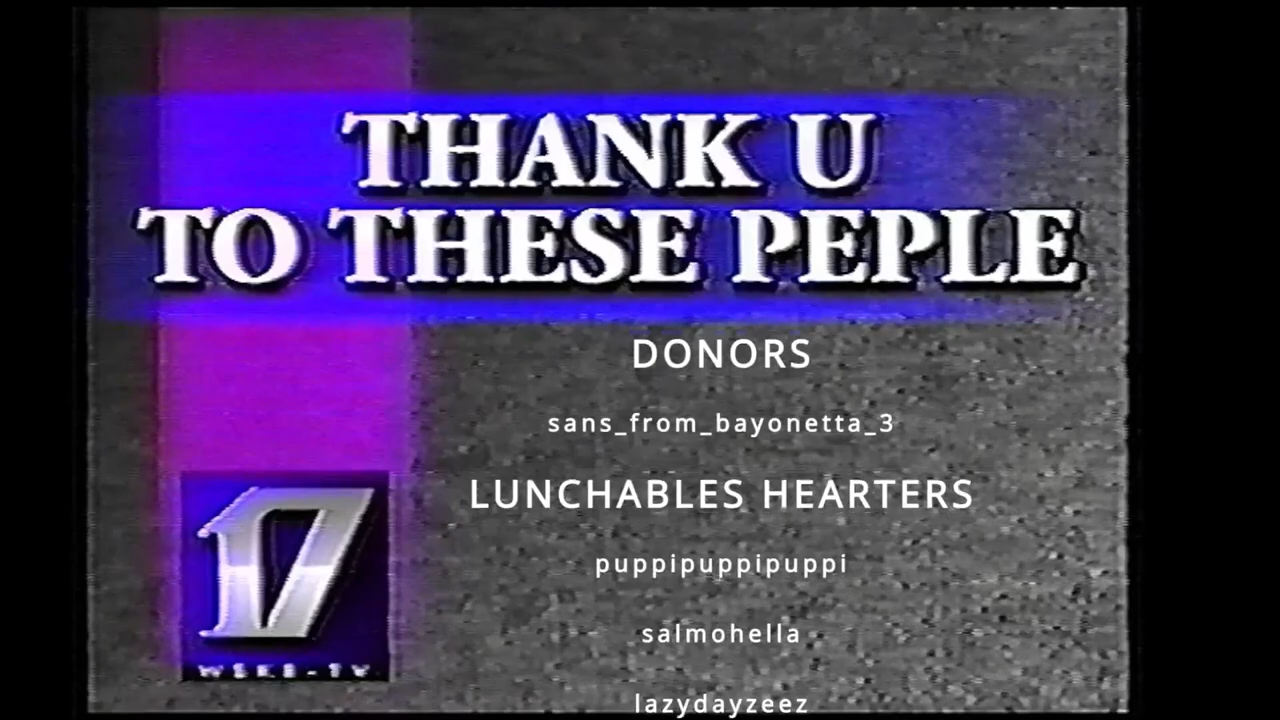 THANK U
TO THESE PEPLE
DONORS
sans_from_bayonetta_3
LUNCHABLES HEARTERS
puppipuppipuppi
salmohella
lazydayzeez
17